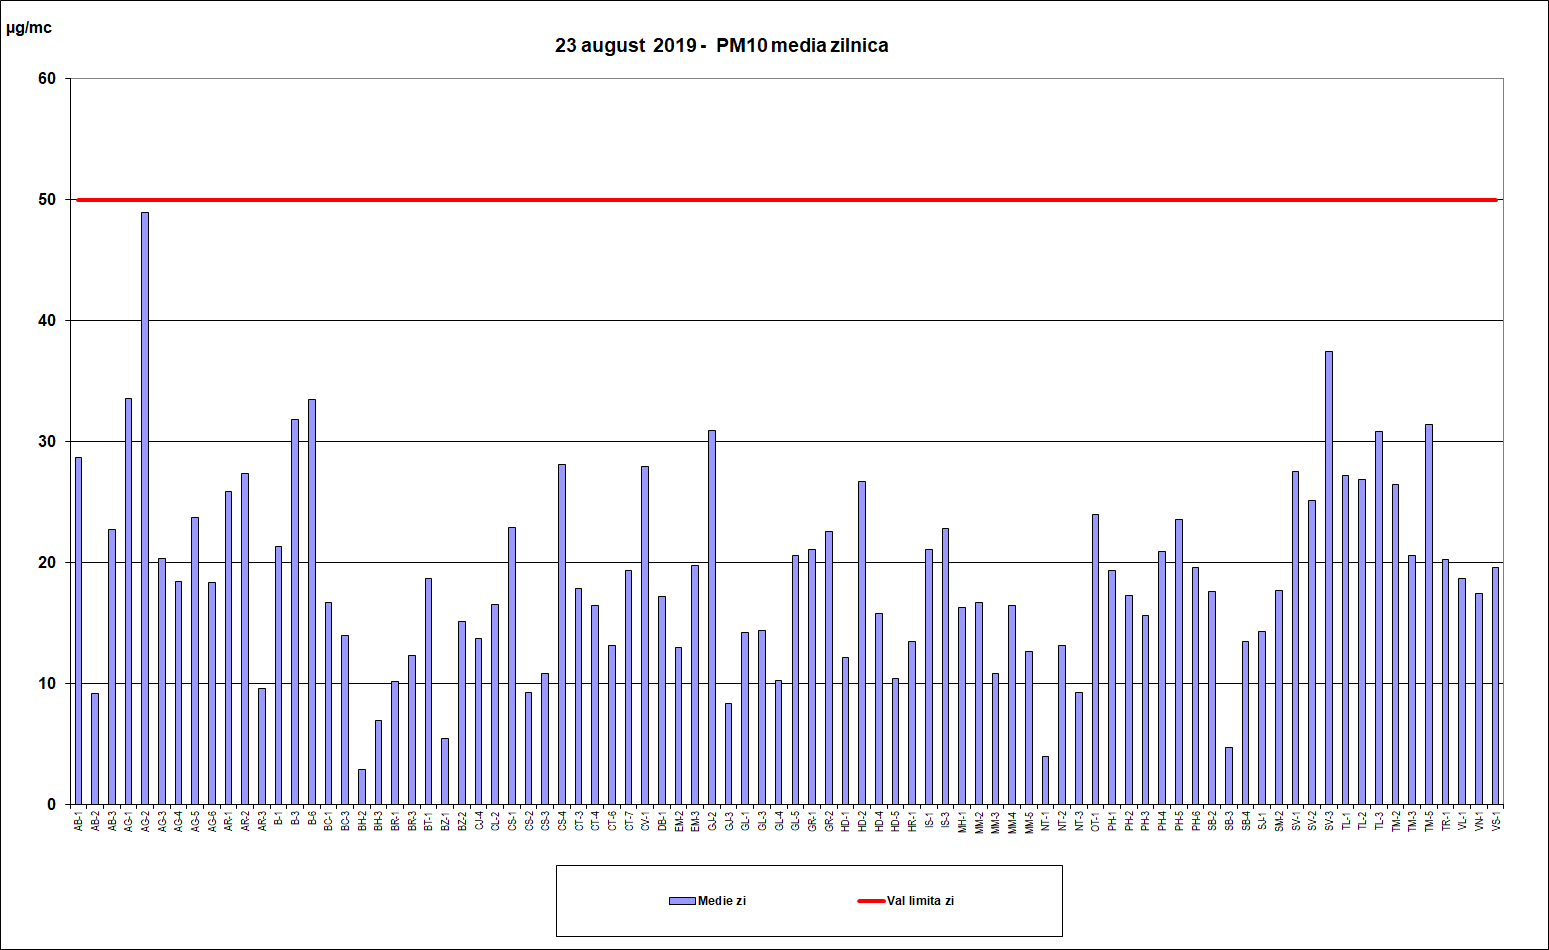 µg/mc
23 august 2019 - PM10 media zilnica
60
50
40
30
20
10
0
AB-1 AB-2 AB-3 AG-1 AG-2 AG-3 AG-4 AG-5 AG-6 AR-1 AR-2 AR-3 B-1 B-3 B-6 BC-1 BC-3 BH-2 BH-3 BR-1 BR-3 BT-1 BZ-1 BZ-2 CJ-4 CL-2 CS-1 CS-2 CS-3 CS-4 CT-3 CT-4 CT-6 CT-7 CV-1 DB-1 EM-2 EM-3 GJ-2 GJ-3 GL-1 GL-3 GL-4 GL-5 GR-1 GR-2 HD-1 HD-2 HD-4 HD-5 HR-1 IS-1 IS-3 MH-1 MM-2 MM-3 MM-4 MM-5 NT-1 NT-2 NT-3 OT-1 PH-1 PH-2 PH-3 PH-4 PH-5 PH-6 SB-2 SB-3 SB-4 SJ-1 SM-2 SV-1 SV-2 SV-3 TL-1 TL-2 TL-3 TM-2 TM-3 TM-5 TR-1 VL-1 VN-1 VS-1
Medie zi Val limita zi